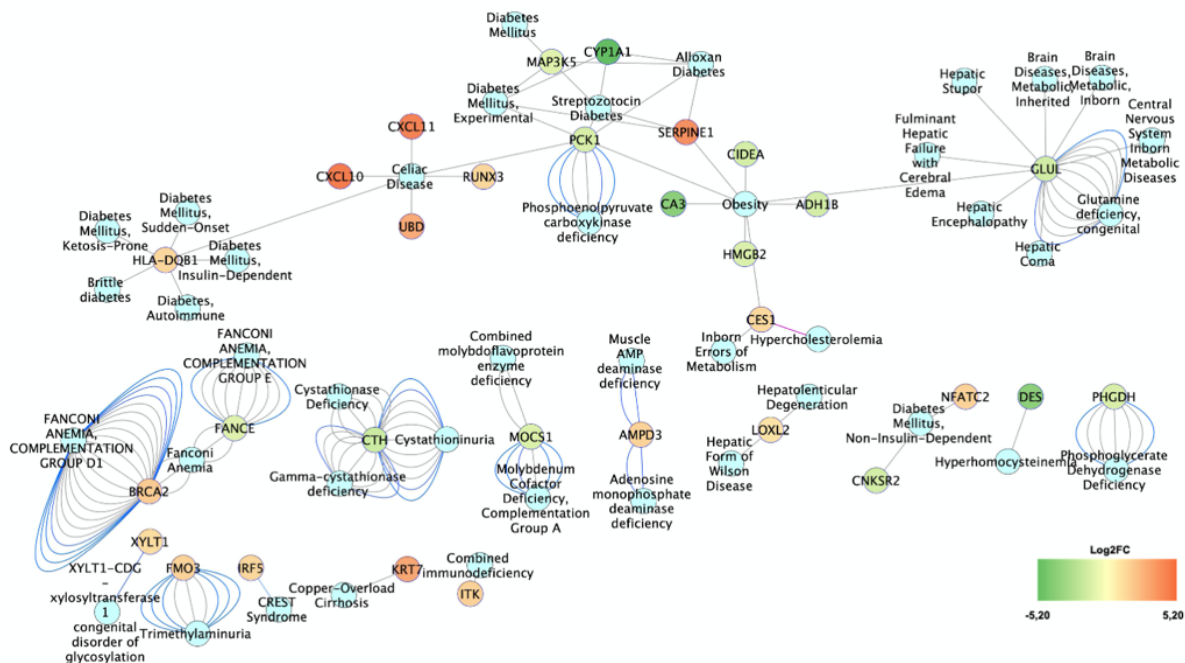 Diabetes
Mellitus
MAP3K5
CYP1A1
Alloxan
Diabetes
Diabetes
Mellitus,
Experimental
Streptozotocin
Diabetes
PCK1
SERPINE1
CXCL11
CXCL10
Celiac
Disease
RUNX3
UBD
Phosphoenolpyruvate
carboxykinase
deficiency
CIDEA
CA3
Obesity
ADH1B
HMGB2
CES1
Inborn
Errors of
Metabolism
Hypercholesterolemia
Hepatic
Stupor
Brain
Diseases,
Metabolic,
Inherited
Brain
Diseases,
Metabolic,
Inborn
Central
Nervous
System
Inborn
Metabolic
Diseases
Fulminant
Hepatic
Failure
with
Cerebral
Edema
GLUL
Hepatic
Encephalopathy
Glutamine
deficiency,
congenital
Hepatic
Coma
Diabetes
Mellitus,
Ketosis-Prone
Diabetes
Mellitus,
Sudden-Onset
HLA-DQB1
Diabetes
Mellitus,
Insulin-Dependent
Brittle
diabetes
Diabetes,
Autoimmune
FANCONI
ANEMIA,
COMPLEMENTATION
GROUP E
FANCE
FANCONI
ANEMIA,
COMPLEMENTATION
GROUP D1
Fanconi
Anemia
BRCA2
Cystathionase
Deficiency
CTH
Cystathioninuria
Gamma-cystathionase
deficiency
Combined
molybdoflavoprotein
enzyme
deficiency
MOCS1
Molybdenum
Cofactor
Deficiency,
Complementation
Group A
Muscle
AMP
deaminase
deficiency
AMPD3
Adenosine
monophosphate
deaminase
deficiency
Hepatolenticular
Degeneration
LOXL2
Hepatic
Form of
Wilson
Disease
NFATC2
Diabetes
Mellitus,
Non-Insulin-Dependent
CNKSR2
DES
Hyperhomocysteinemia
PHGDH
Phosphoglycerate
Dehydrogenase
Deficiency
XYLT1
XYLT1-CDG
-
xylosyltransferase
1
congenital
disorder of
glycosylation
FMO3
Trimethylaminuria
IRF5
CREST
Syndrome
KRT7
Copper-Overload
Cirrhosis
Combined
immunodeficiency
ITK
Log2FC
-5,20
5,20